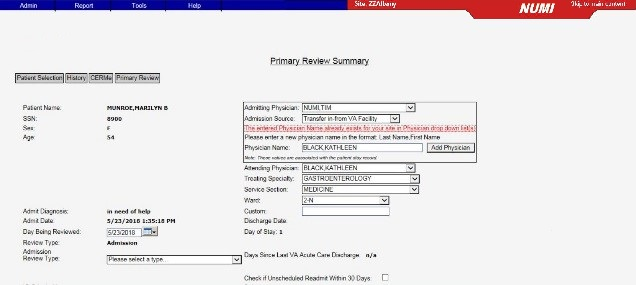 Admin Report Tools Help Site: ZZAlbany NUMI Skip to main content
Primary Review Summary
Patient Selection History CERMe Primary Review
Patient Name: MUNROE,MARILYN B
SSN: 8900
Sex: F
Age: 54
Admitting Physician: NUMI,TIM
Admission Source: Transfer in-from VA Facility
The entered Physician Name already exists for your site in Physician drop down list(s)
Please enter a new physician name in the format: Last Name,First Name
Physician Name: BLACK,KATHLEEN Add Physician
Note: These values are associated with the patient stay record
Attending Physician: BLACK,KATHLEEN
Treating Specialty: GASTROENTEROLOGY
Service Section: MEDICINE
Ward: 2-N
Admit Diagnosis: in need of help Custom:
Admit Date: 5/23/2018 1:35:18 PM Discharge Date:
Day Being Reviewed: 5/23/2018 Day of Stay: 1
Review Type: Admission
Admission
Review Type: Please select a type... Days Since Last VA Acute Care Discharge: n/a
Check if Unscheduled Readmit Within 30 Days: